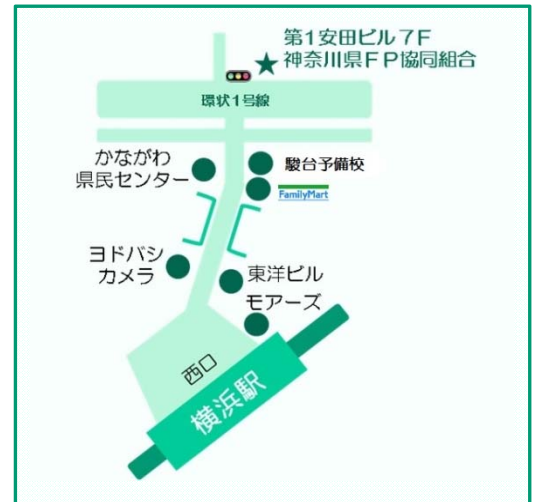 第1安田ビル7F
神奈川県FP協同組合
環状1号線
かながわ
県民センター
駿台予備校
FamilyMart
ヨドバシ
カメラ
東洋ビル
モアーズ
西口
横浜駅